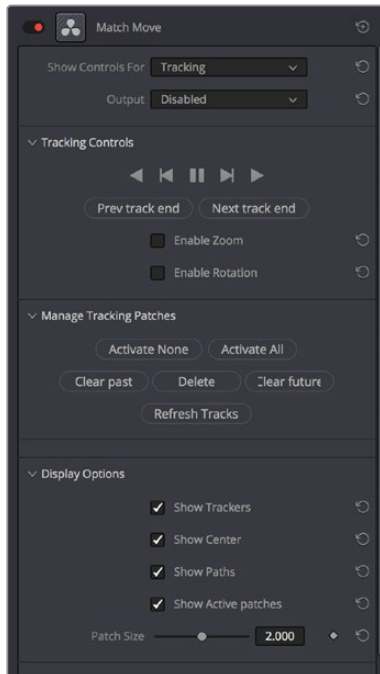 Match Move
Show Controls For Tracking
Output Disabled
Tracking Controls
Prev track end Next track end
Enable Zoom
Enable Rotation
Manage Tracking Patches
Activate None Activate All
Clear past Delete Clear future
Refresh Tracks
Display Options
Show Trackers
Show Center
Show Paths
Show Active patches
Patch Size 2.000